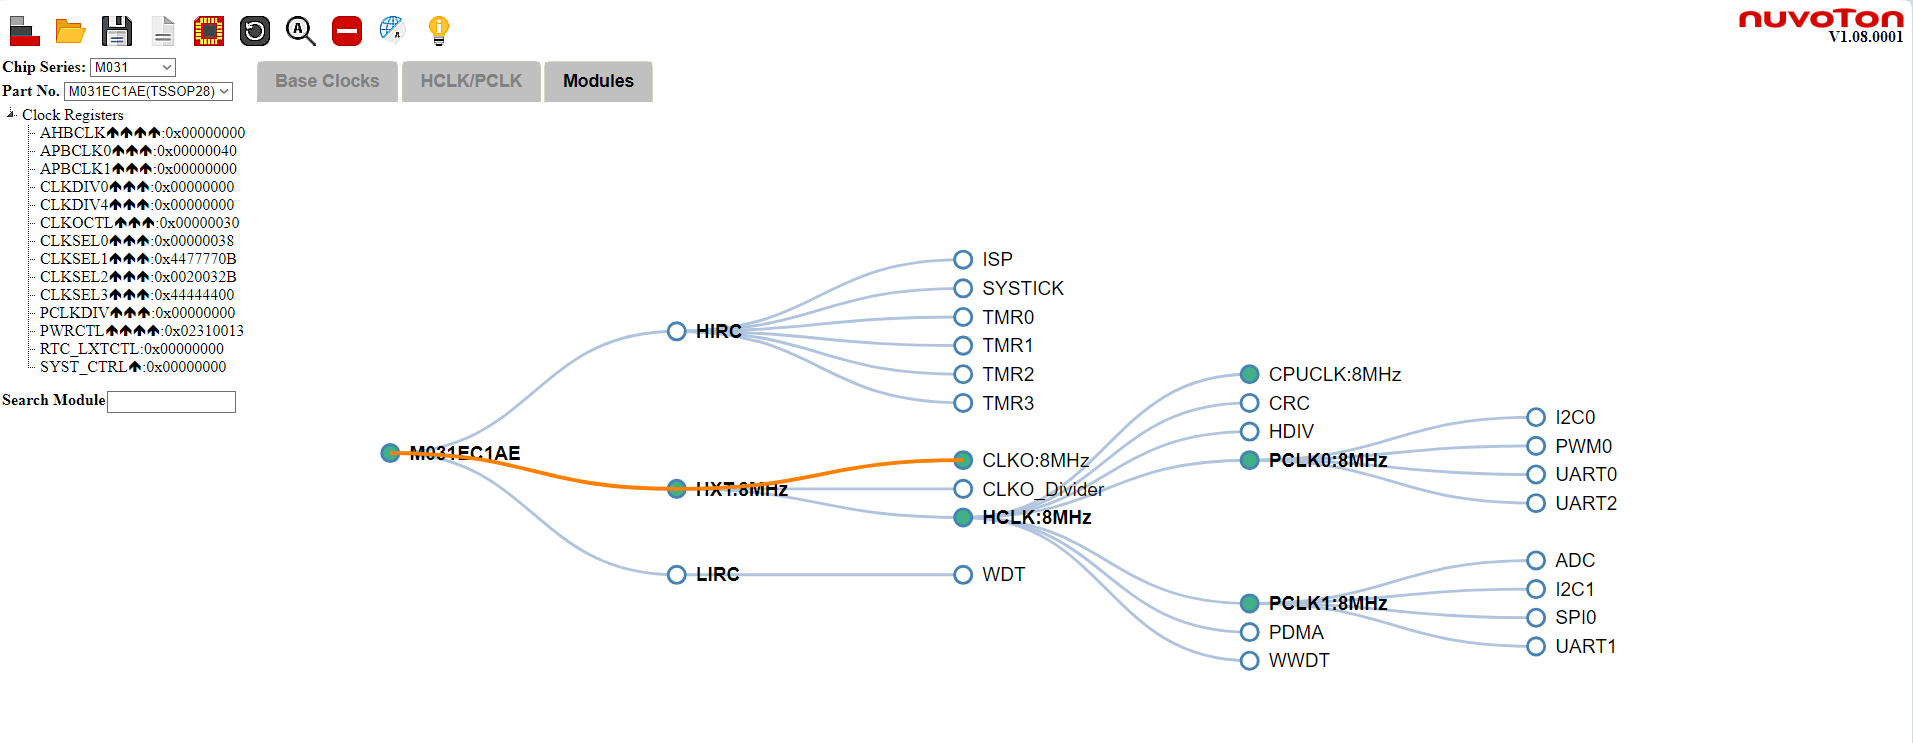 nuvoTon
V1.08.0001
Chip Series: M031
Part No. M031EC1AE(TSSOP28)
Base Clocks HCLK/PCLK Modules
Clock Registers
AHBCLK🡹🡹🡹🡹:0x00000000
APBCLK0🡹🡹🡹:0x00000040
APBCLK1🡹🡹🡹:0x00000000
CLKDIV0🡹🡹🡹:0x00000000
CLKDIV4🡹🡹🡹:0x00000000
CLKOCTL🡹🡹🡹:0x00000030
CLKSEL0🡹🡹🡹:0x00000038
CLKSEL1🡹🡹🡹:0x4477770B
CLKSEL2🡹🡹🡹:0x0020032B
CLKSEL3🡹🡹🡹:0x44444400
PCLKDIV🡹🡹🡹:0x00000000
PWRCTL🡹🡹🡹🡹:0x02310013
RTC_LXTCTL:0x00000000
SYST_CTRL🡹:0x00000000
Search Module
M031EC1AE
HIRC
HXT:8MHz
LIRC
ISP
SYSTICK
TMR0
TMR1
TMR2
TMR3
CLKO:8MHz
CLKO_Divider
HCLK:8MHz
WDT
CPUCLK:8MHz
CRC
HDIV
PCLK0:8MHz
PCLK1:8MHz
PDMA
WWDT
I2C0
PWM0
UART0
UART2
ADC
I2C1
SPI0
UART1